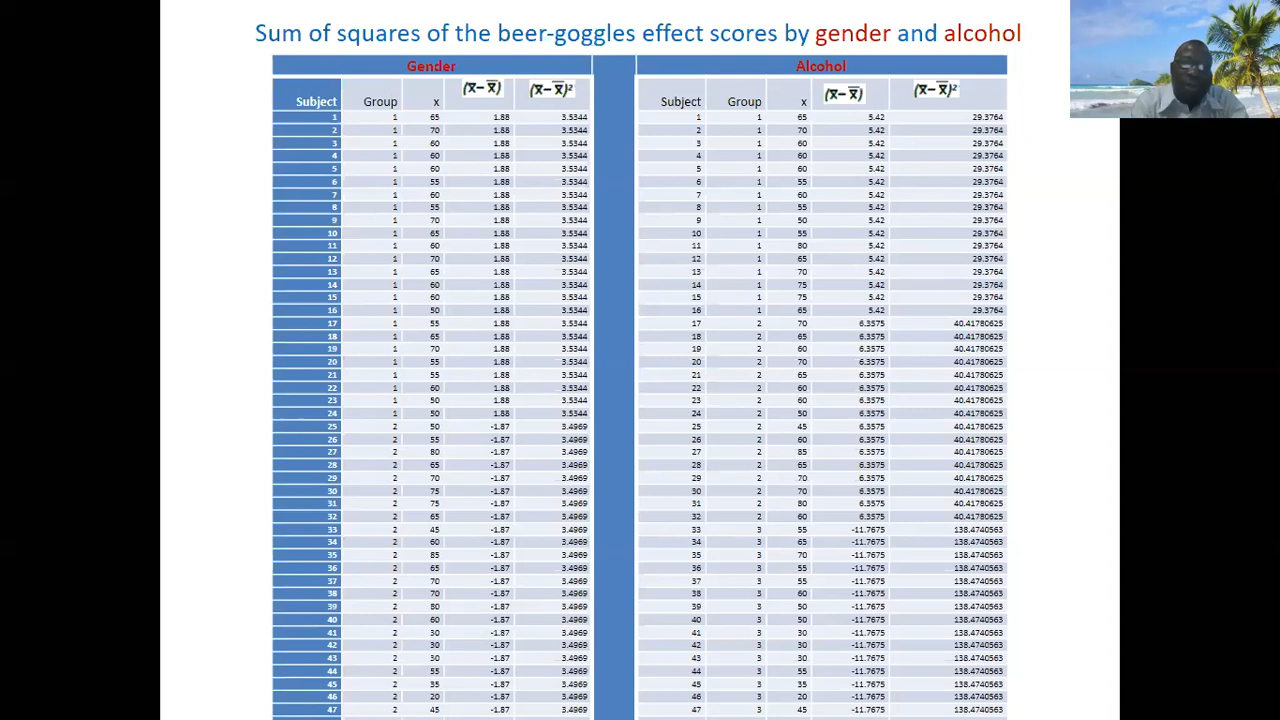 Sum of squares of the beer-goggles effect scores by gender and alcohol
Gender Alcohol
Subject Group x (x̅ − x̿) (x̅ − x̿)² Subject Group x (x̅ − x̿) (x̅ − x̿)²
1 1 65 1.88 3.5344 1 1 65 5.42 29.3764
2 1 70 1.88 3.5344 2 1 70 5.42 29.3764
3 1 60 1.88 3.5344 3 1 60 5.42 29.3764
4 1 60 1.88 3.5344 4 1 60 5.42 29.3764
5 1 60 1.88 3.5344 5 1 60 5.42 29.3764
6 1 55 1.88 3.5344 6 1 55 5.42 29.3764
7 1 60 1.88 3.5344 7 1 60 5.42 29.3764
8 1 55 1.88 3.5344 8 1 55 5.42 29.3764
9 1 70 1.88 3.5344 9 1 50 5.42 29.3764
10 1 65 1.88 3.5344 10 1 55 5.42 29.3764
11 1 60 1.88 3.5344 11 1 80 5.42 29.3764
12 1 70 1.88 3.5344 12 1 65 5.42 29.3764
13 1 65 1.88 3.5344 13 1 70 5.42 29.3764
14 1 60 1.88 3.5344 14 1 75 5.42 29.3764
15 1 60 1.88 3.5344 15 1 75 5.42 29.3764
16 1 50 1.88 3.5344 16 1 65 5.42 29.3764
17 1 55 1.88 3.5344 17 2 70 6.3575 40.41780625
18 1 65 1.88 3.5344 18 2 65 6.3575 40.41780625
19 1 70 1.88 3.5344 19 2 60 6.3575 40.41780625
20 1 55 1.88 3.5344 20 2 70 6.3575 40.41780625
21 1 55 1.88 3.5344 21 2 65 6.3575 40.41780625
22 1 60 1.88 3.5344 22 2 60 6.3575 40.41780625
23 1 50 1.88 3.5344 23 2 60 6.3575 40.41780625
24 1 50 1.88 3.5344 24 2 50 6.3575 40.41780625
25 2 50 -1.87 3.4969 25 2 45 6.3575 40.41780625
26 2 55 -1.87 3.4969 26 2 60 6.3575 40.41780625
27 2 80 -1.87 3.4969 27 2 85 6.3575 40.41780625
28 2 65 -1.87 3.4969 28 2 65 6.3575 40.41780625
29 2 70 -1.87 3.4969 29 2 70 6.3575 40.41780625
30 2 75 -1.87 3.4969 30 2 70 6.3575 40.41780625
31 2 75 -1.87 3.4969 31 2 80 6.3575 40.41780625
32 2 65 -1.87 3.4969 32 2 60 6.3575 40.41780625
33 2 45 -1.87 3.4969 33 3 55 -11.7675 138.4740563
34 2 60 -1.87 3.4969 34 3 65 -11.7675 138.4740563
35 2 85 -1.87 3.4969 35 3 70 -11.7675 138.4740563
36 2 65 -1.87 3.4969 36 3 55 -11.7675 138.4740563
37 2 70 -1.87 3.4969 37 3 55 -11.7675 138.4740563
38 2 70 -1.87 3.4969 38 3 60 -11.7675 138.4740563
39 2 80 -1.87 3.4969 39 3 50 -11.7675 138.4740563
40 2 60 -1.87 3.4969 40 3 50 -11.7675 138.4740563
41 2 30 -1.87 3.4969 41 3 30 -11.7675 138.4740563
42 2 30 -1.87 3.4969 42 3 30 -11.7675 138.4740563
43 2 30 -1.87 3.4969 43 3 30 -11.7675 138.4740563
44 2 55 -1.87 3.4969 44 3 55 -11.7675 138.4740563
45 2 35 -1.87 3.4969 45 3 35 -11.7675 138.4740563
46 2 20 -1.87 3.4969 46 3 20 -11.7675 138.4740563
47 2 45 -1.87 3.4969 47 3 45 -11.7675 138.4740563